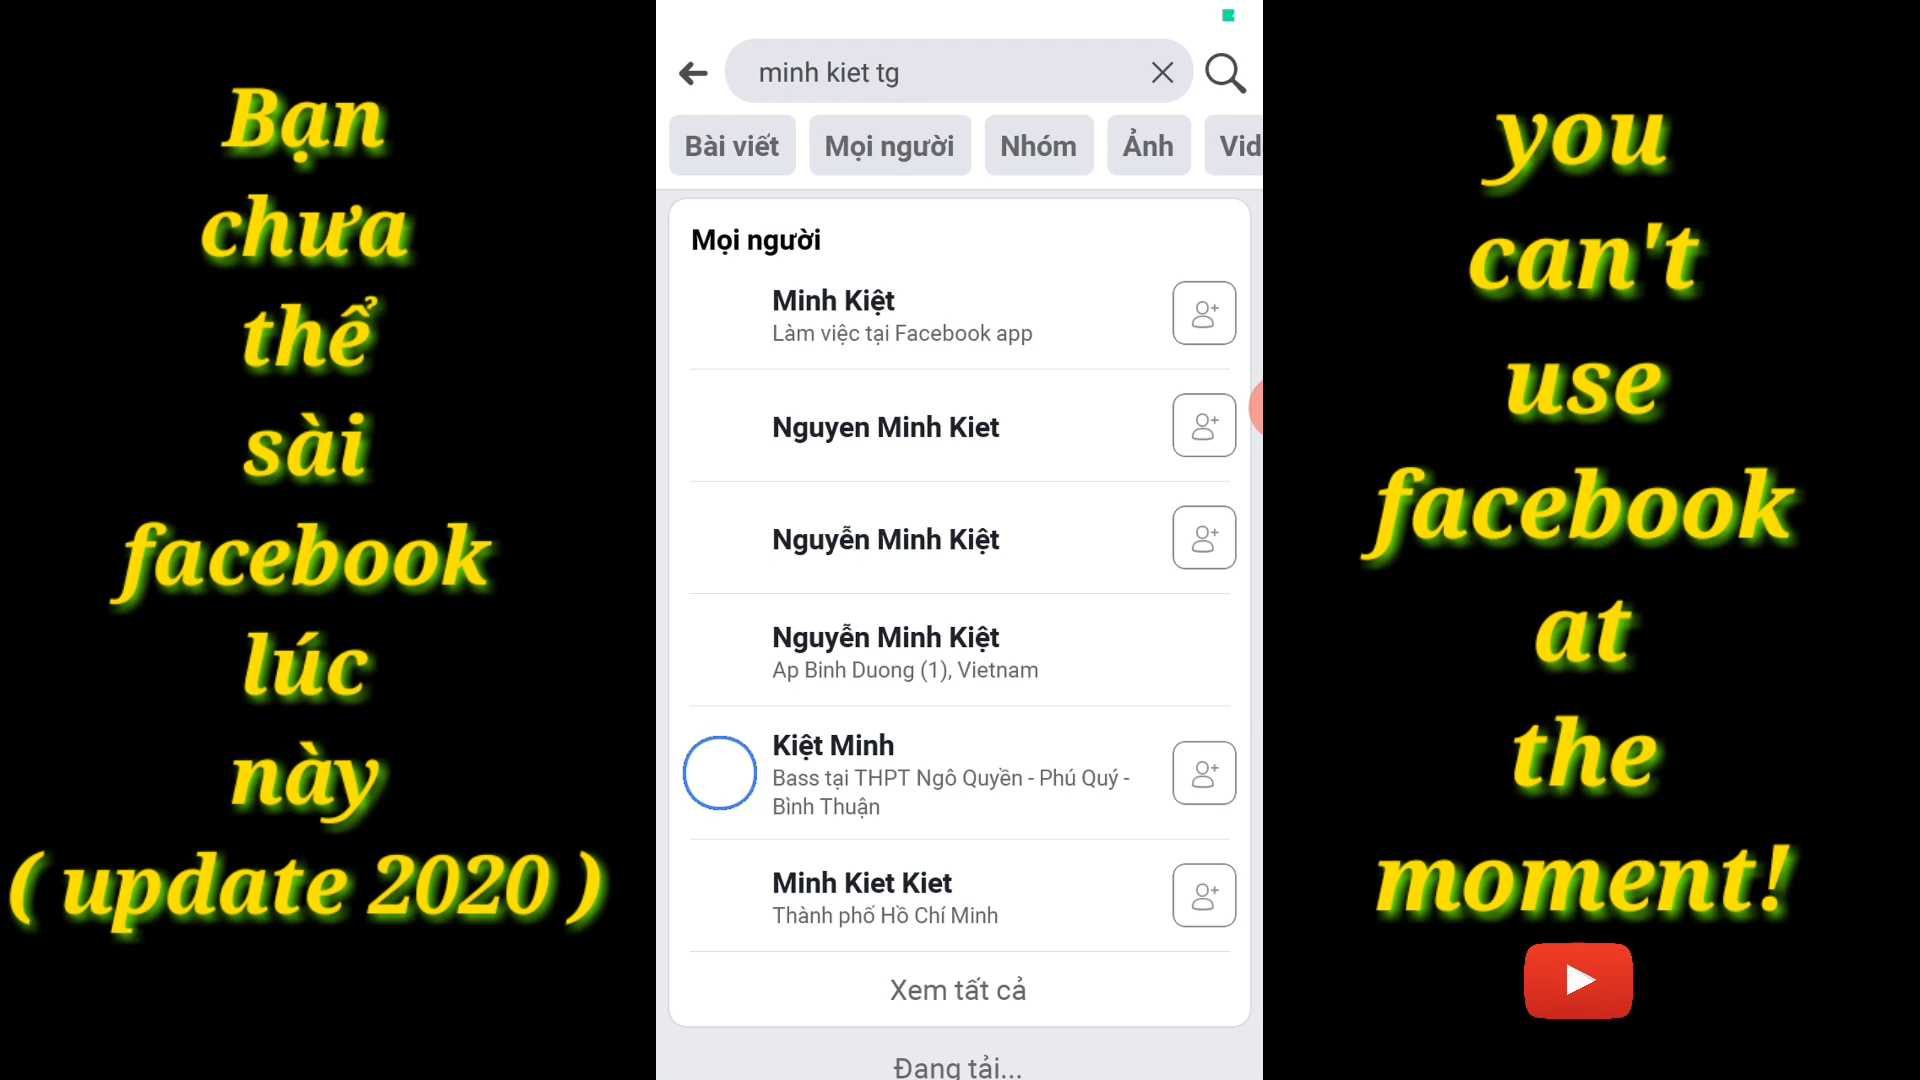 Bạn
chưa
thể
sài
facebook
lúc
này
( update 2020 )
minh kiet tg
Bài viết
Mọi người
Nhóm
Ảnh
Vid
Mọi người
Minh Kiệt
Làm việc tại Facebook app
Nguyen Minh Kiet
Nguyễn Minh Kiệt
Nguyễn Minh Kiệt
Ap Binh Duong (1), Vietnam
Kiệt Minh
Bass tại THPT Ngô Quyền - Phú Quý -
Bình Thuận
Minh Kiet Kiet
Thành phố Hồ Chí Minh
Xem tất cả
Đang tải...
you
can't
use
facebook
at
the
moment!